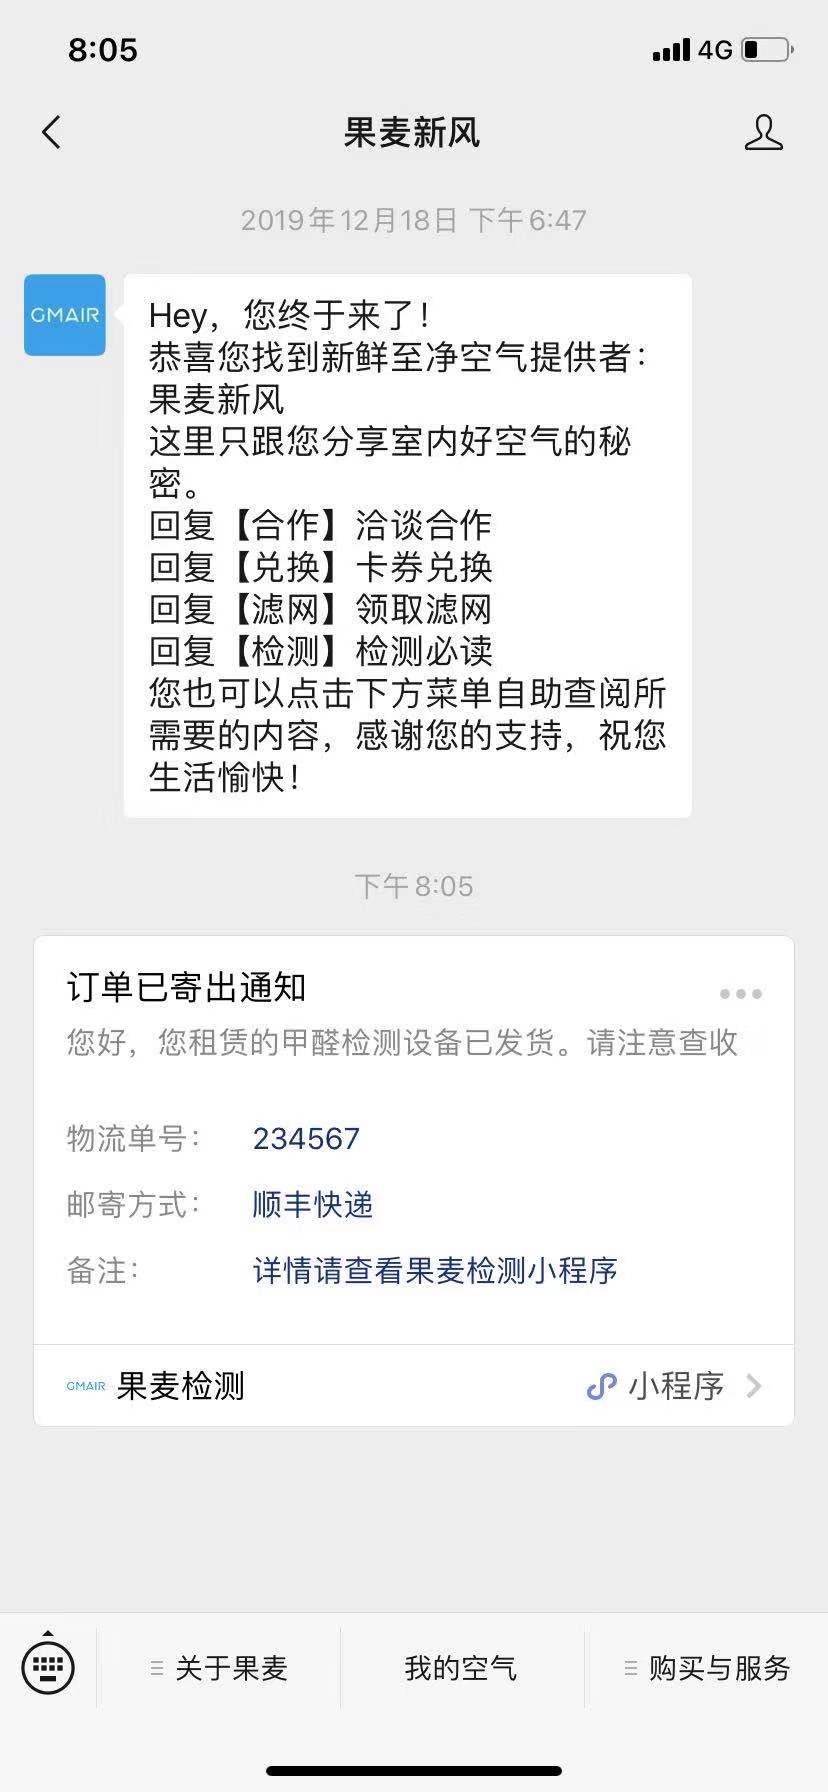 8:05
4G
果麦新风
2019年12月18日 下午6:47
GMAIR
Hey，您终于来了！
恭喜您找到新鲜至净空气提供者：
果麦新风
这里只跟您分享室内好空气的秘
密。
回复【合作】洽谈合作
回复【兑换】卡券兑换
回复【滤网】领取滤网
回复【检测】检测必读
您也可以点击下方菜单自助查阅所
需要的内容，感谢您的支持，祝您
生活愉快！
下午8:05
订单已寄出通知
您好，您租赁的甲醛检测设备已发货。请注意查收
物流单号： 234567
邮寄方式： 顺丰快递
备注： 详情请查看果麦检测小程序
GMAIR 果麦检测 小程序
关于果麦 我的空气 购买与服务